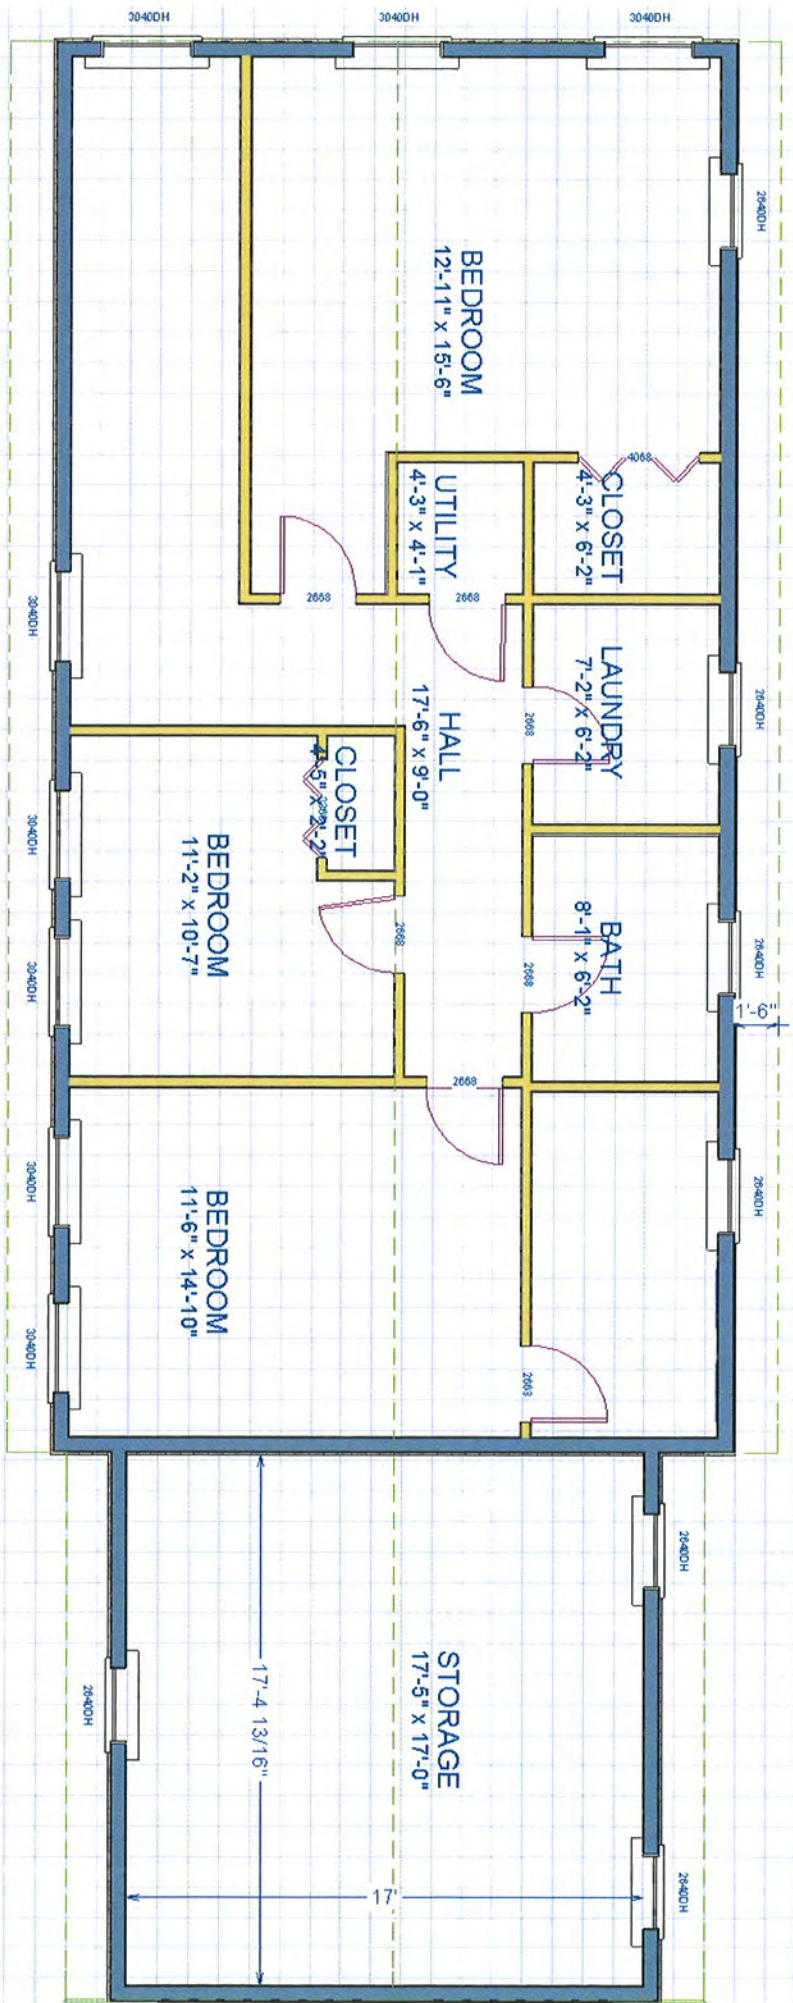 3040DH
3040DH
3040DH
2640DH
BEDROOM
12'-11" x 15'-6"
4068
CLOSET
4'-3" x 6'-2"
UTILITY
4'-3" x 4'-1"
2668
2668
3040DH
LAUNDRY
7'-2" x 6'-2"
2640DH
2668
HALL
17'-6" x 9'-0"
CLOSET
4'-5" x 2'-2"
3040DH
BEDROOM
11'-2" x 10'-7"
2668
2668
BATH
8'-1" x 6'-2"
2640DH
1'-6"
3040DH
2668
2640DH
3040DH
BEDROOM
11'-6" x 14'-10"
2668
3040DH
2640DH
STORAGE
17'-5" x 17'-0"
17'-4 13/16"
2640DH
17'
2640DH